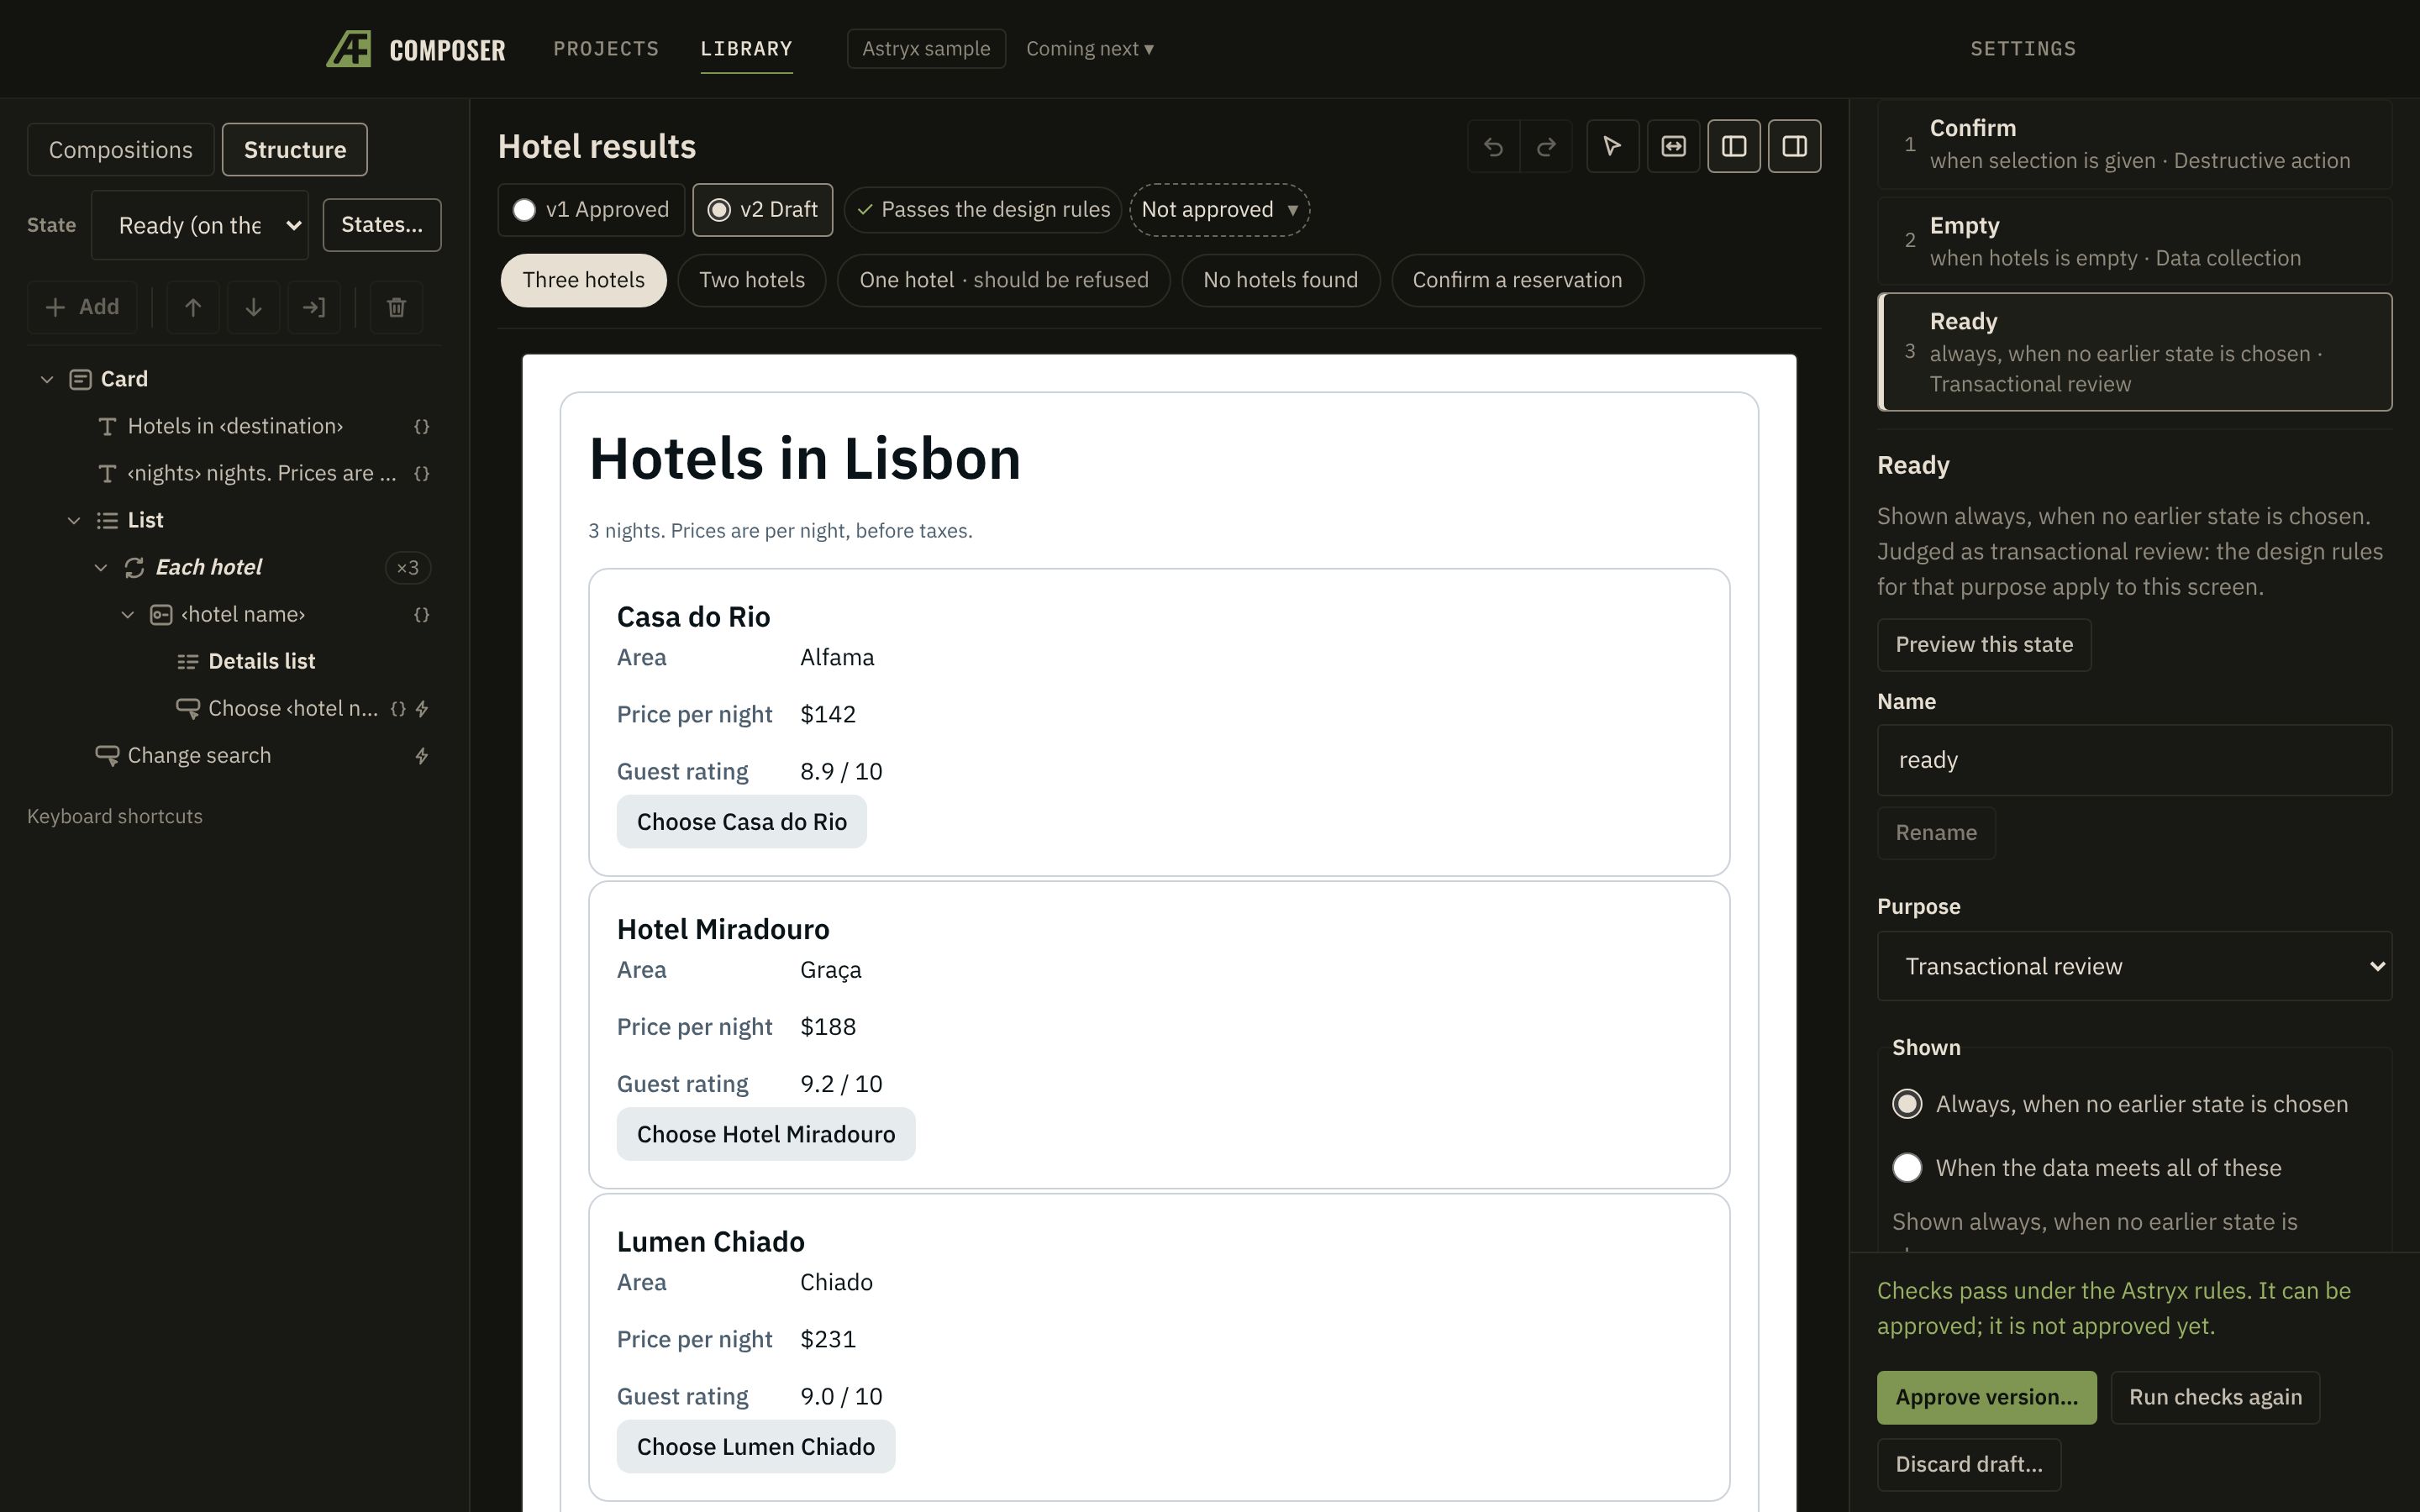 COMPOSER
PROJECTS
LIBRARY
Astryx sample
Coming next ▾
SETTINGS
Compositions
Structure
State
Ready (on the
States...
+ Add
Card
Hotels in ‹destination› {}
‹nights› nights. Prices are ... {}
List
Each hotel ×3
‹hotel name› {}
Details list
Choose ‹hotel n... {}
Change search
Keyboard shortcuts
Hotel results
v1 Approved
v2 Draft
✓ Passes the design rules
Not approved ▾
Three hotels
Two hotels
One hotel · should be refused
No hotels found
Confirm a reservation
Hotels in Lisbon
3 nights. Prices are per night, before taxes.
Casa do Rio
Area Alfama
Price per night $142
Guest rating 8.9 / 10
Choose Casa do Rio
Hotel Miradouro
Area Graça
Price per night $188
Guest rating 9.2 / 10
Choose Hotel Miradouro
Lumen Chiado
Area Chiado
Price per night $231
Guest rating 9.0 / 10
Choose Lumen Chiado
1 Confirm
when selection is given · Destructive action
2 Empty
when hotels is empty · Data collection
3 Ready
always, when no earlier state is chosen ·
Transactional review
Ready
Shown always, when no earlier state is chosen.
Judged as transactional review: the design rules
for that purpose apply to this screen.
Preview this state
Name
ready
Rename
Purpose
Transactional review
Shown
Always, when no earlier state is chosen
When the data meets all of these
Shown always, when no earlier state is
Checks pass under the Astryx rules. It can be
approved; it is not approved yet.
Approve version...
Run checks again
Discard draft...